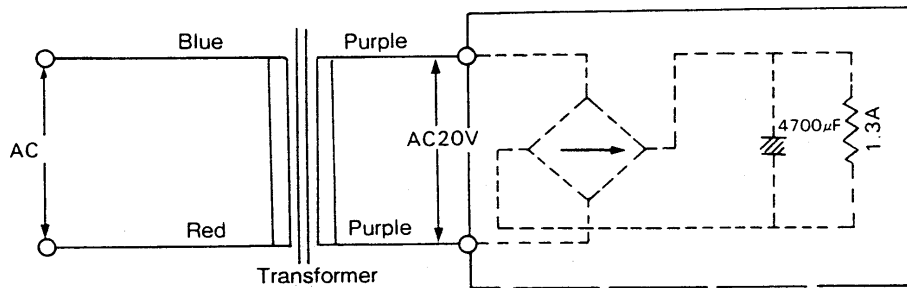 Blue
Purple
AC
AC20V
4700µF
1.3A
Red
Purple
Transformer